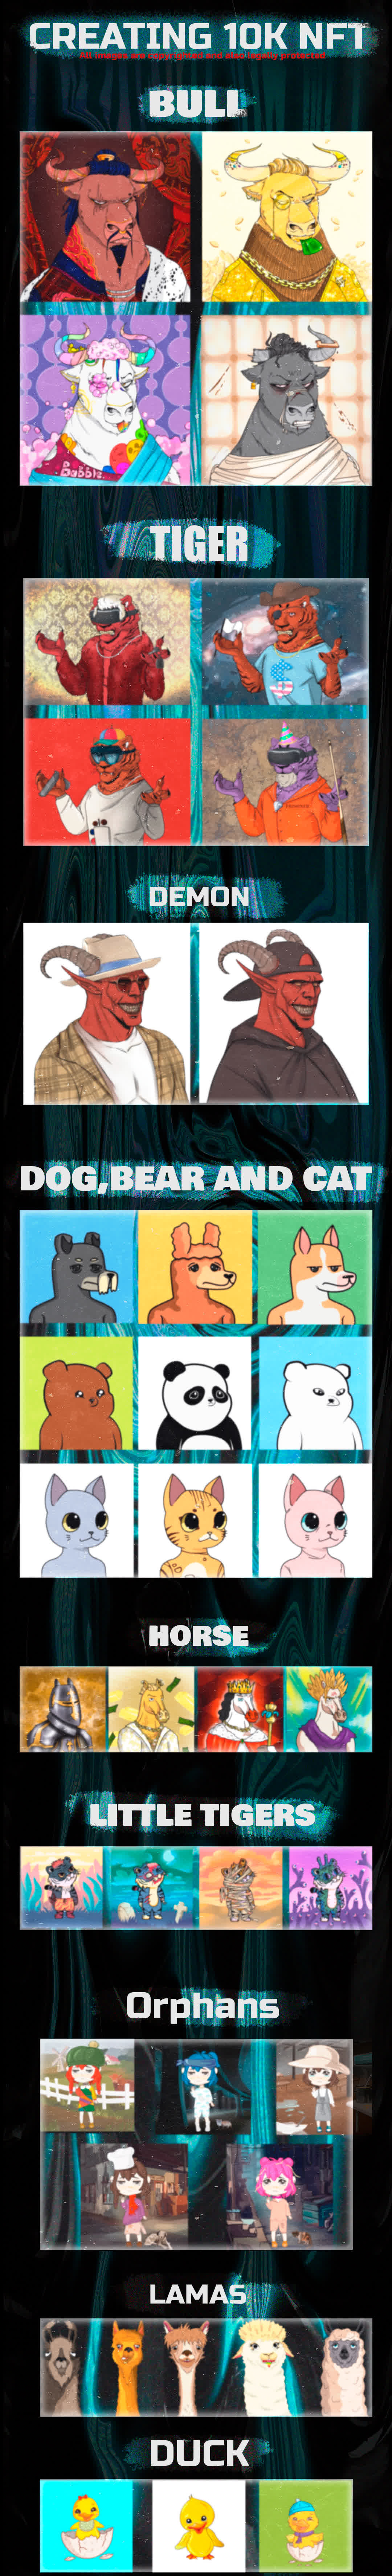 CREATING 10K NFT
All images are copyrighted and also legally protected
BULL
Bubble
TIGER
DEMON
DOG,BEAR AND CAT
HORSE
LITTLE TIGERS
Orphans
LAMAS
DUCK